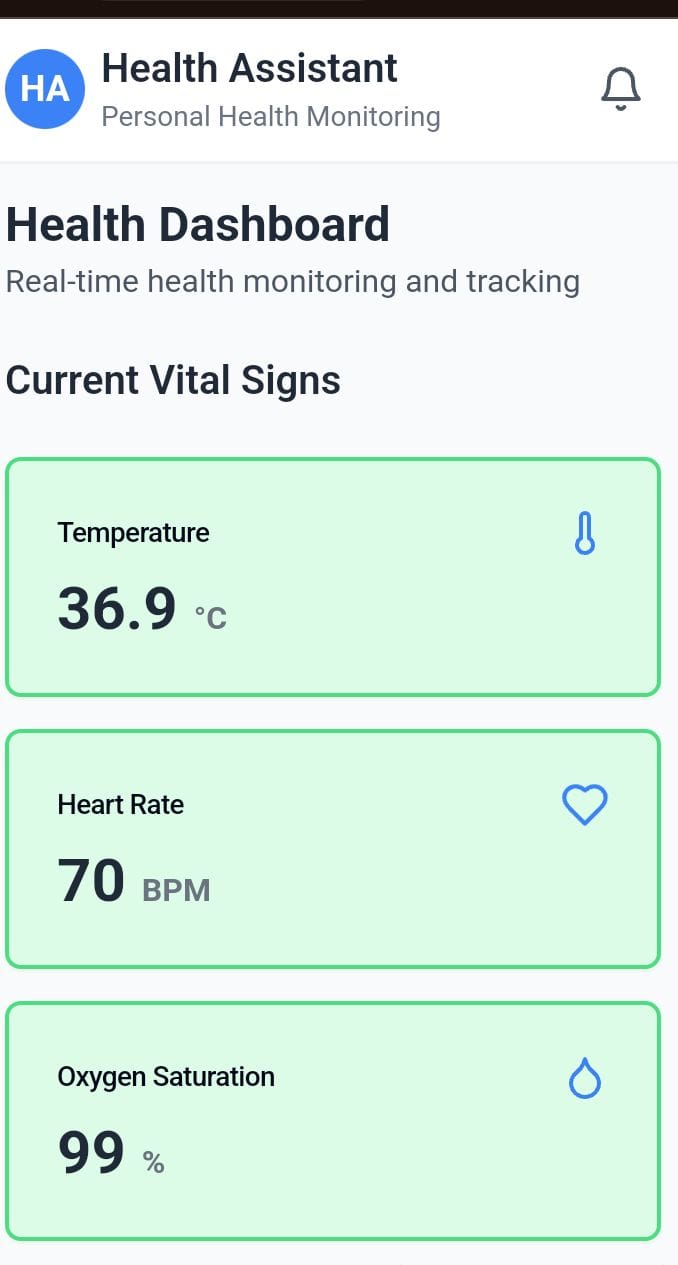 HA
Health Assistant
Personal Health Monitoring
Health Dashboard
Real-time health monitoring and tracking
Current Vital Signs
Temperature
36.9 °C
Heart Rate
70 BPM
Oxygen Saturation
99 %